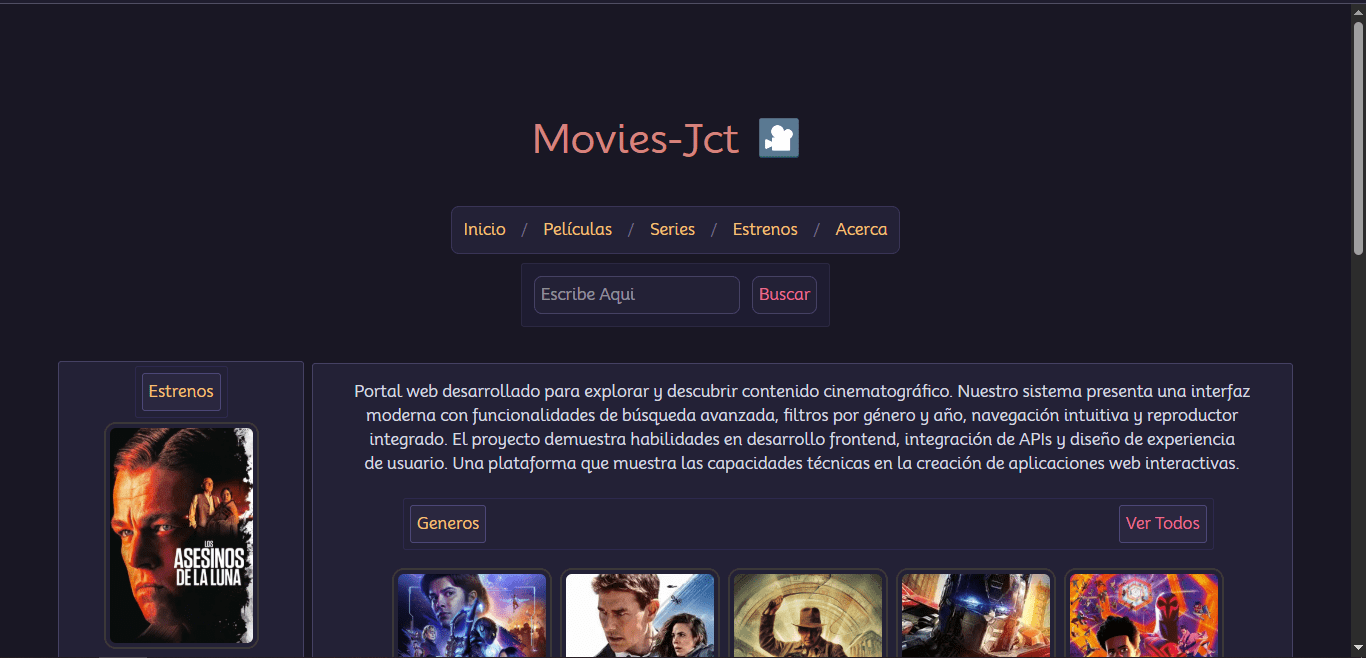 Movies-Jct
Inicio / Películas / Series / Estrenos / Acerca
Escribe Aqui Buscar
Estrenos
LOS
ASESINOS
DE LA LUNA
Portal web desarrollado para explorar y descubrir contenido cinematográfico. Nuestro sistema presenta una interfaz
moderna con funcionalidades de búsqueda avanzada, filtros por género y año, navegación intuitiva y reproductor
integrado. El proyecto demuestra habilidades en desarrollo frontend, integración de APIs y diseño de experiencia
de usuario. Una plataforma que muestra las capacidades técnicas en la creación de aplicaciones web interactivas.
Generos Ver Todos